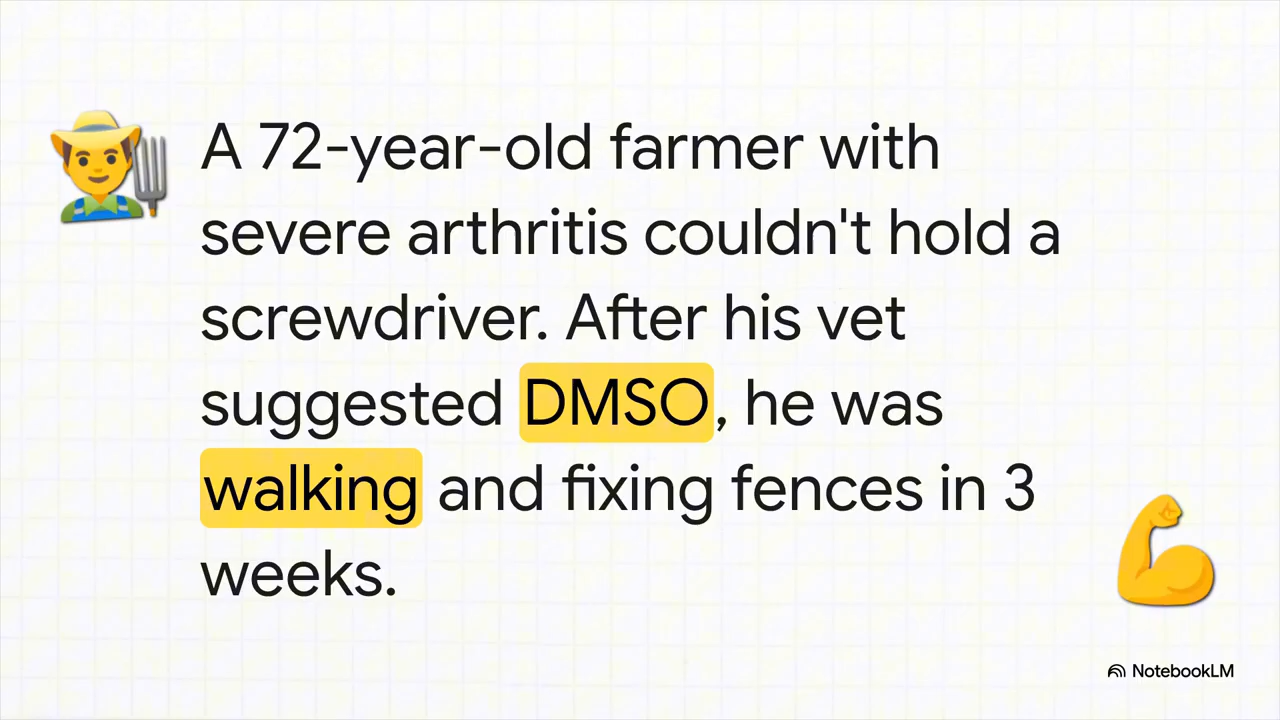 A 72-year-old farmer with
severe arthritis couldn't hold a
screwdriver. After his vet
suggested DMSO, he was
walking and fixing fences in 3
weeks.
NotebookLM